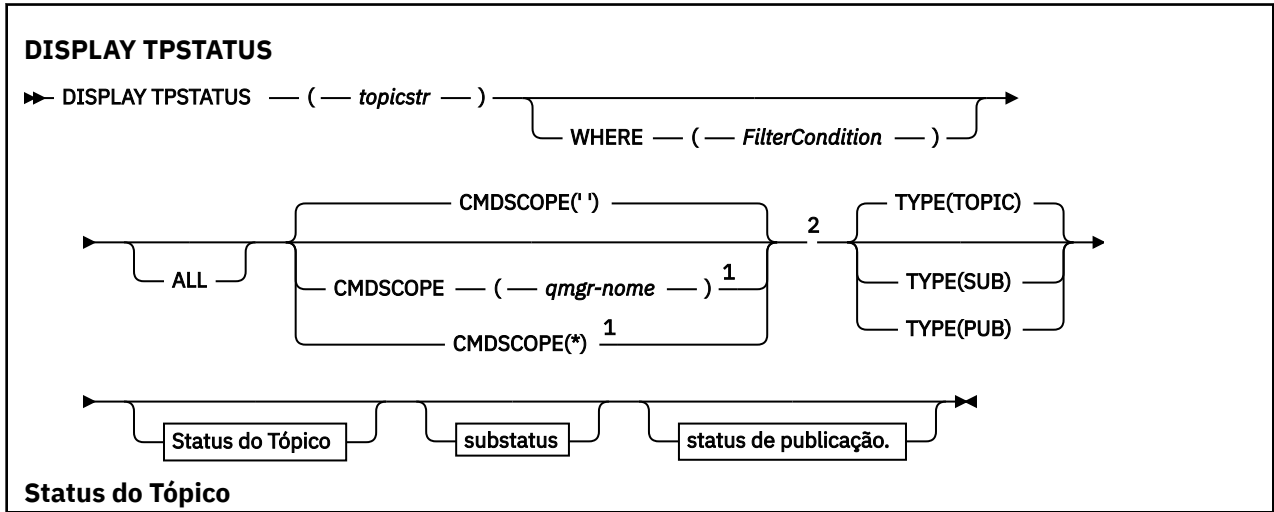 DISPLAY TPSTATUS
DISPLAY TPSTATUS ( topicstr )
WHERE ( FilterCondition )
CMDSCOPE(' ') TYPE(TOPIC)
2
ALL CMDSCOPE ( qmgr-nome ) 1 TYPE(SUB)
CMDSCOPE(*) 1 TYPE(PUB)
Status do Tópico substatus status de publicação.
Status do Tópico